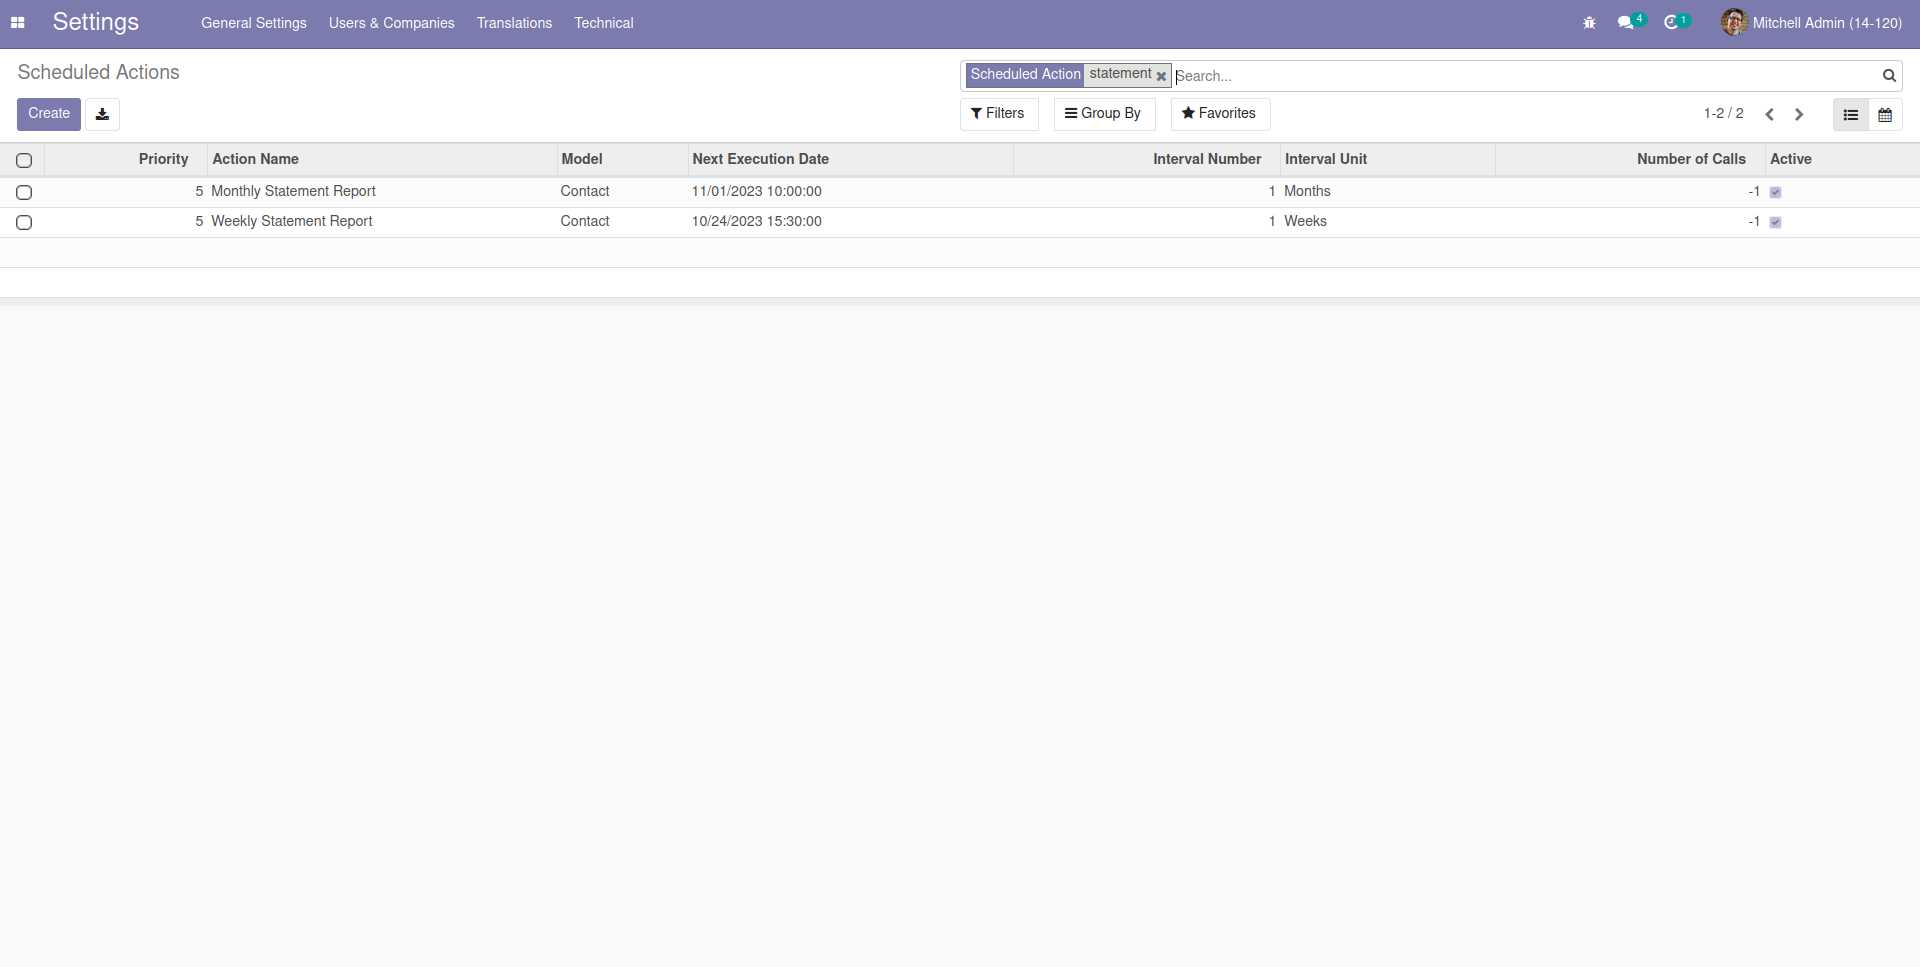 Settings General Settings Users & Companies Translations Technical 4 1 Mitchell Admin (14-120)
Scheduled Actions Scheduled Action statement Search...
Create Filters Group By Favorites 1-2 / 2
Priority Action Name Model Next Execution Date Interval Number Interval Unit Number of Calls Active
5 Monthly Statement Report Contact 11/01/2023 10:00:00 1 Months -1
5 Weekly Statement Report Contact 10/24/2023 15:30:00 1 Weeks -1